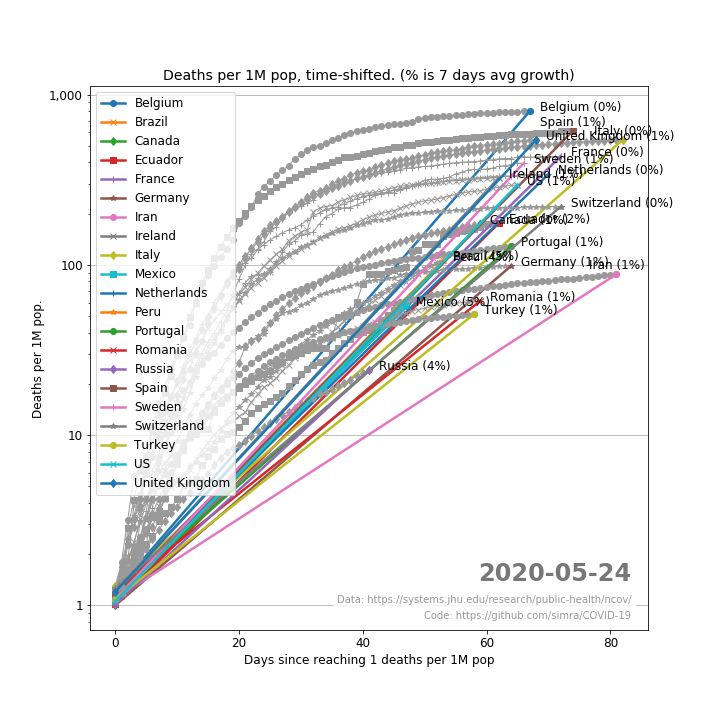 Deaths per 1M pop, time-shifted. (% is 7 days avg growth)
Deaths per 1M pop.
1,000
100
10
1
Belgium
Brazil
Canada
Ecuador
France
Germany
Iran
Ireland
Italy
Mexico
Netherlands
Peru
Portugal
Romania
Russia
Spain
Sweden
Switzerland
Turkey
US
United Kingdom
Belgium (0%)
Spain (1%)
Italy (0%)
United Kingdom (1%)
France (0%)
Sweden (1%)
Netherlands (0%)
Ireland (1%)
US (1%)
Switzerland (0%)
Canada (1%)
Ecuador (2%)
Portugal (1%)
Brazil (5%)
Peru (4%)
Germany (1%)
Iran (1%)
Mexico (5%)
Romania (1%)
Turkey (1%)
Russia (4%)
2020-05-24
Data: https://systems.jhu.edu/research/public-health/ncov/
Code: https://github.com/simra/COVID-19
0
20
40
60
80
Days since reaching 1 deaths per 1M pop